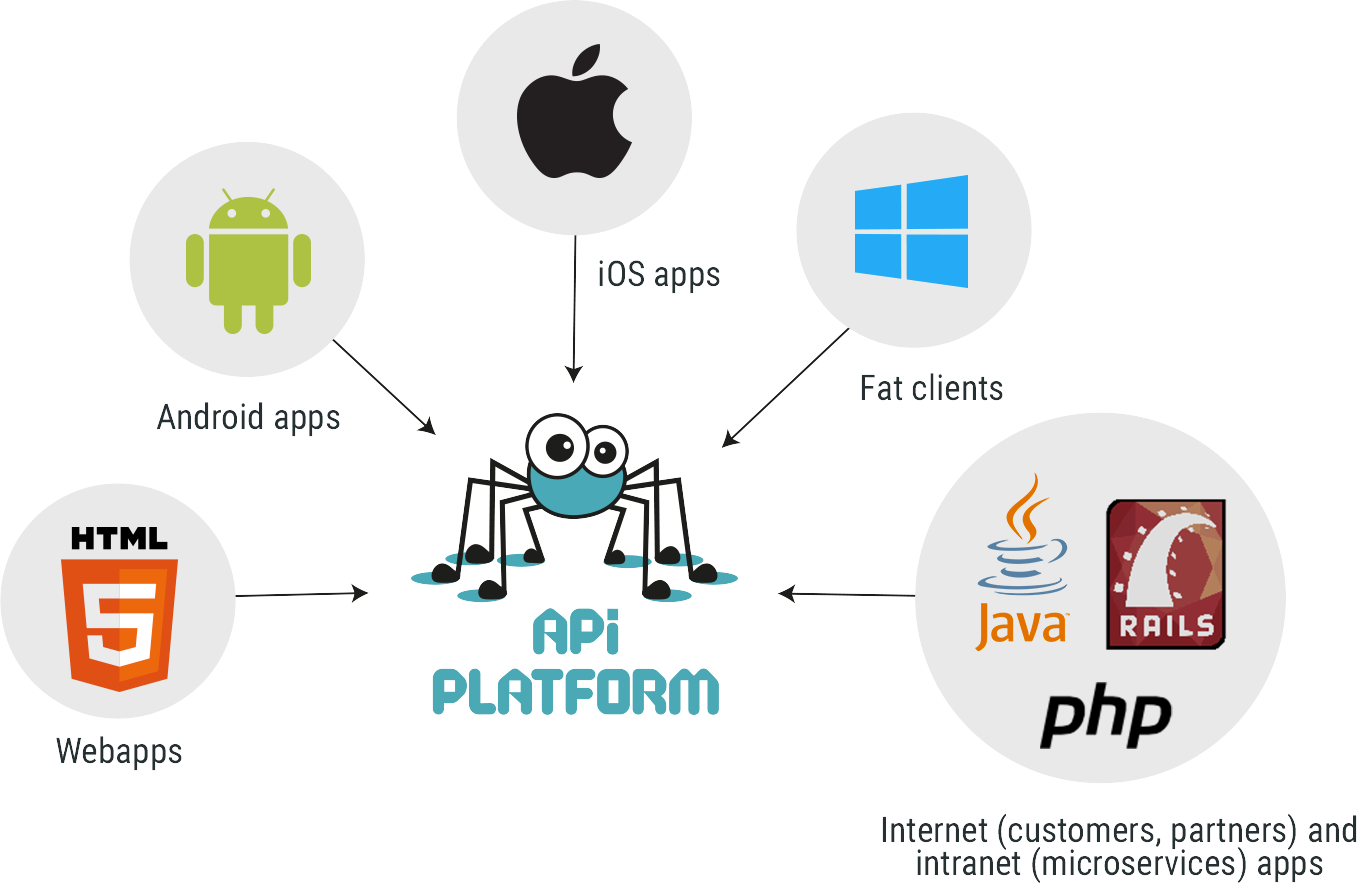 iOS apps
Fat clients
Android apps
HTML
5
Java™
RAILS
php
APi
PLATFORM
Webapps
Internet (customers, partners) and
intranet (microservices) apps